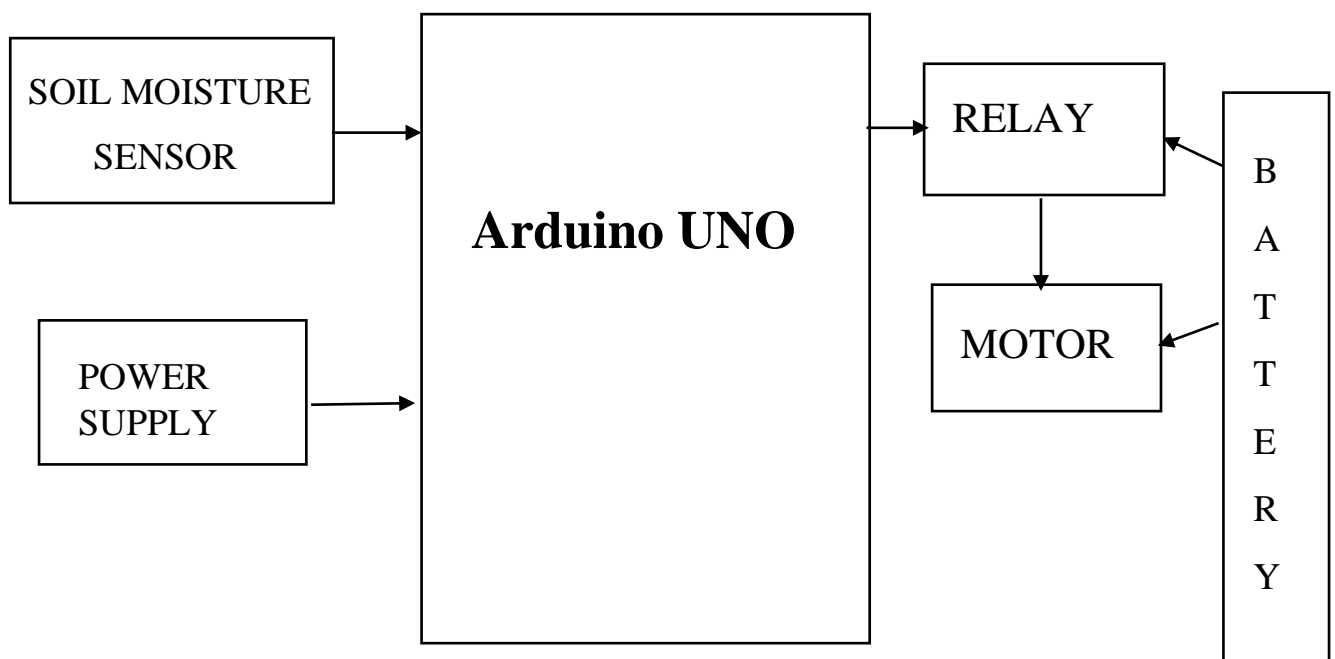 SOIL MOISTURE
SENSOR
POWER
SUPPLY
Arduino UNO
RELAY
MOTOR
B
A
T
T
E
R
Y